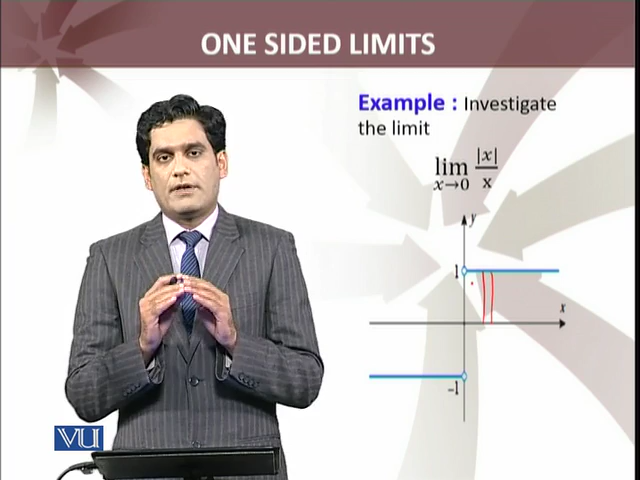 ONE SIDED LIMITS
Example : Investigate
the limit
lim |x|/x
x→0
y
1
x
−1
VU